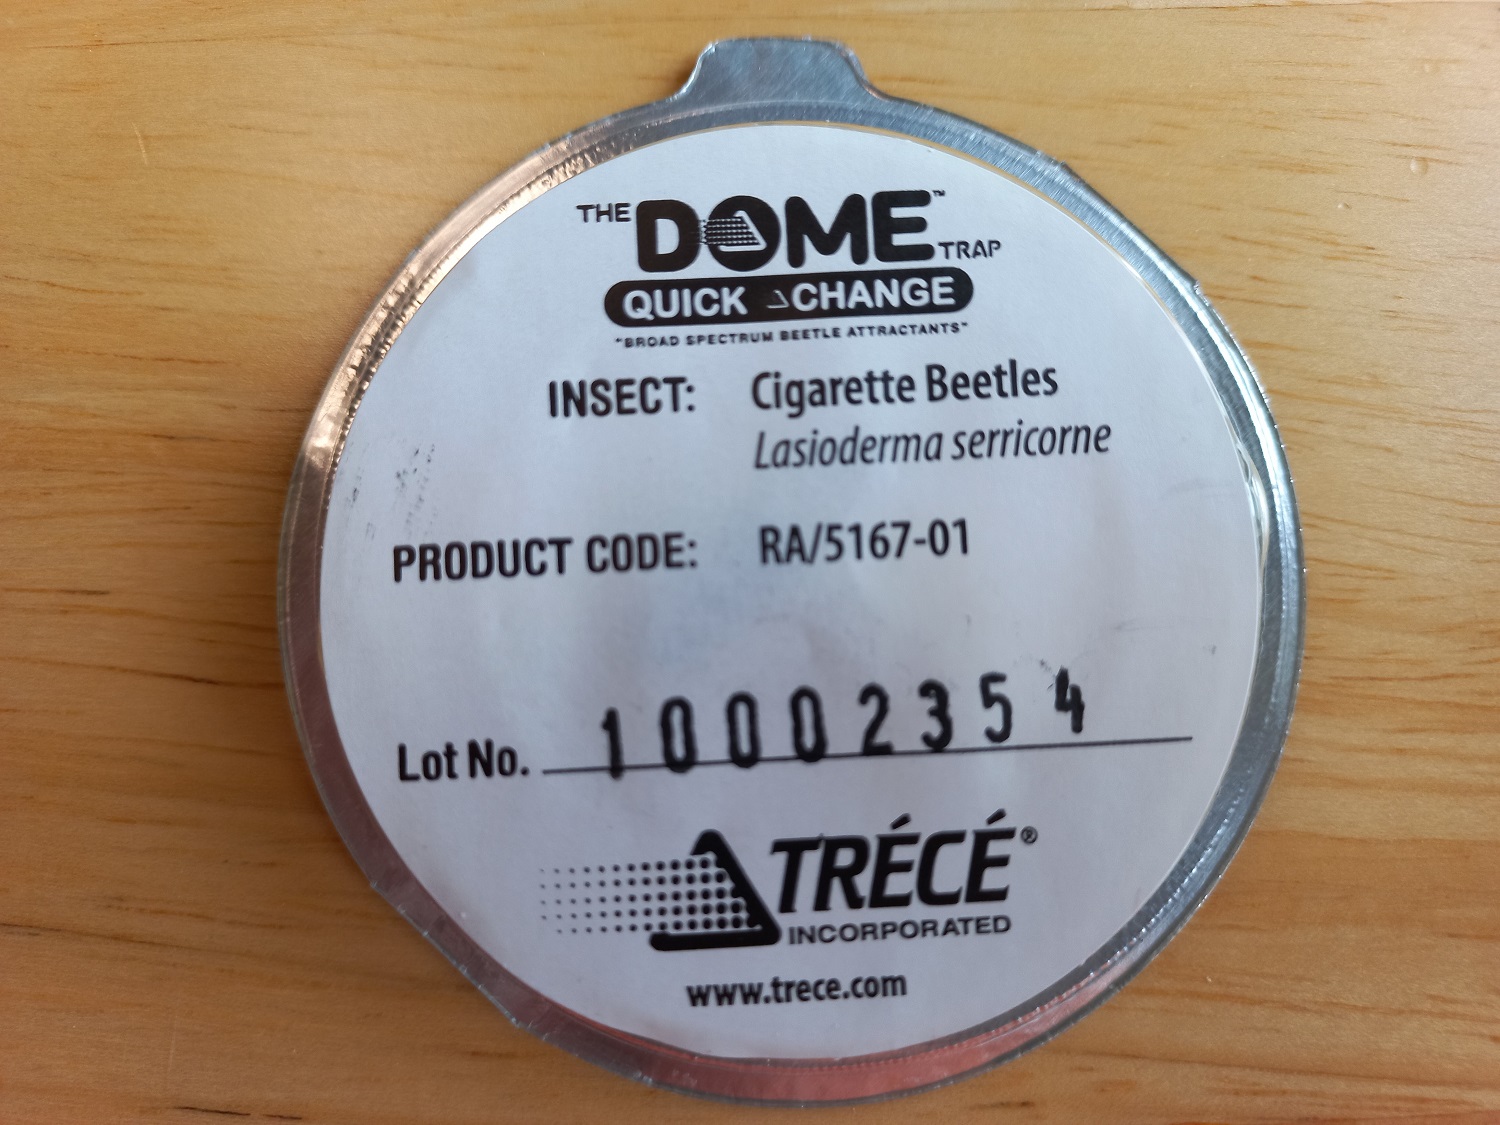 THE DOME™ TRAP
QUICK CHANGE
"BROAD SPECTRUM BEETLE ATTRACTANTS"
INSECT: Cigarette Beetles
Lasioderma serricorne
PRODUCT CODE: RA/5167-01
Lot No. 10002354
TRÉCÉ®
INCORPORATED
www.trece.com